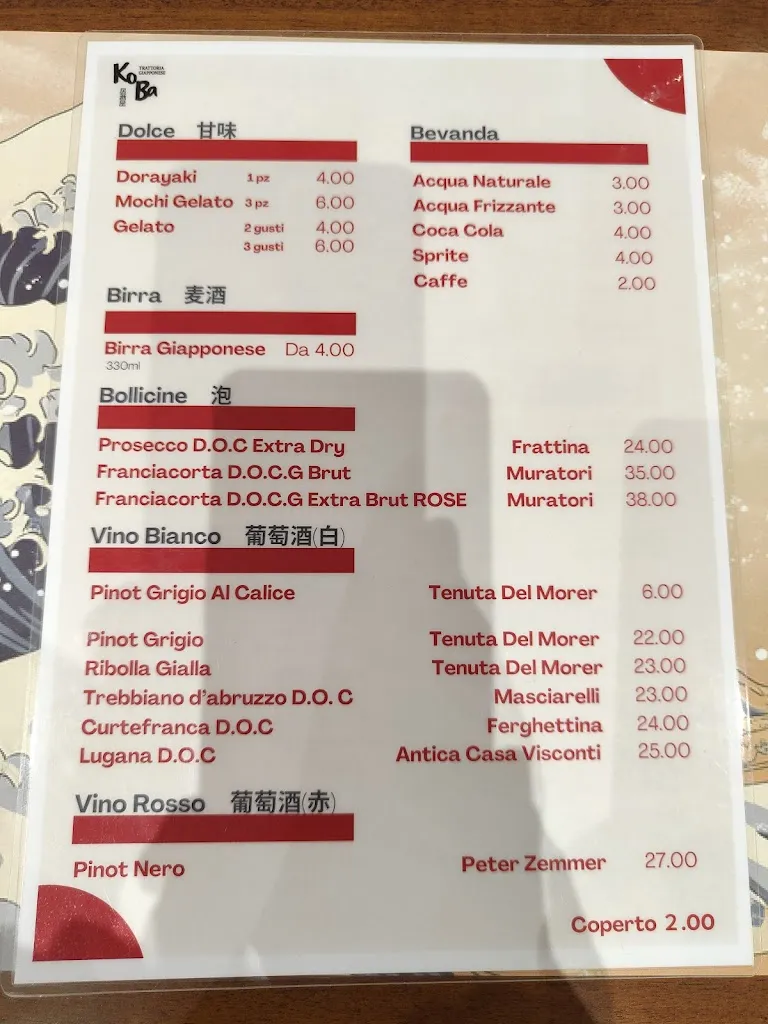 KoBa
TRATTORIA
GIAPPONESE
居酒屋
Dolce 甘味
Dorayaki 1 pz 4.00
Mochi Gelato 3 pz 6.00
Gelato 2 gusti 4.00
3 gusti 6.00
Bevanda
Acqua Naturale 3.00
Acqua Frizzante 3.00
Coca Cola 4.00
Sprite 4.00
Caffe 2.00
Birra 麦酒
Birra Giapponese Da 4.00
330ml
Bollicine 泡
Prosecco D.O.C Extra Dry Frattina 24.00
Franciacorta D.O.C.G Brut Muratori 35.00
Franciacorta D.O.C.G Extra Brut ROSE Muratori 38.00
Vino Bianco 葡萄酒(白)
Pinot Grigio Al Calice Tenuta Del Morer 6.00
Pinot Grigio Tenuta Del Morer 22.00
Ribolla Gialla Tenuta Del Morer 23.00
Trebbiano d'abruzzo D.O. C Masciarelli 23.00
Curtefranca D.O.C Ferghettina 24.00
Lugana D.O.C Antica Casa Visconti 25.00
Vino Rosso 葡萄酒(赤)
Pinot Nero Peter Zemmer 27.00
Coperto 2.00